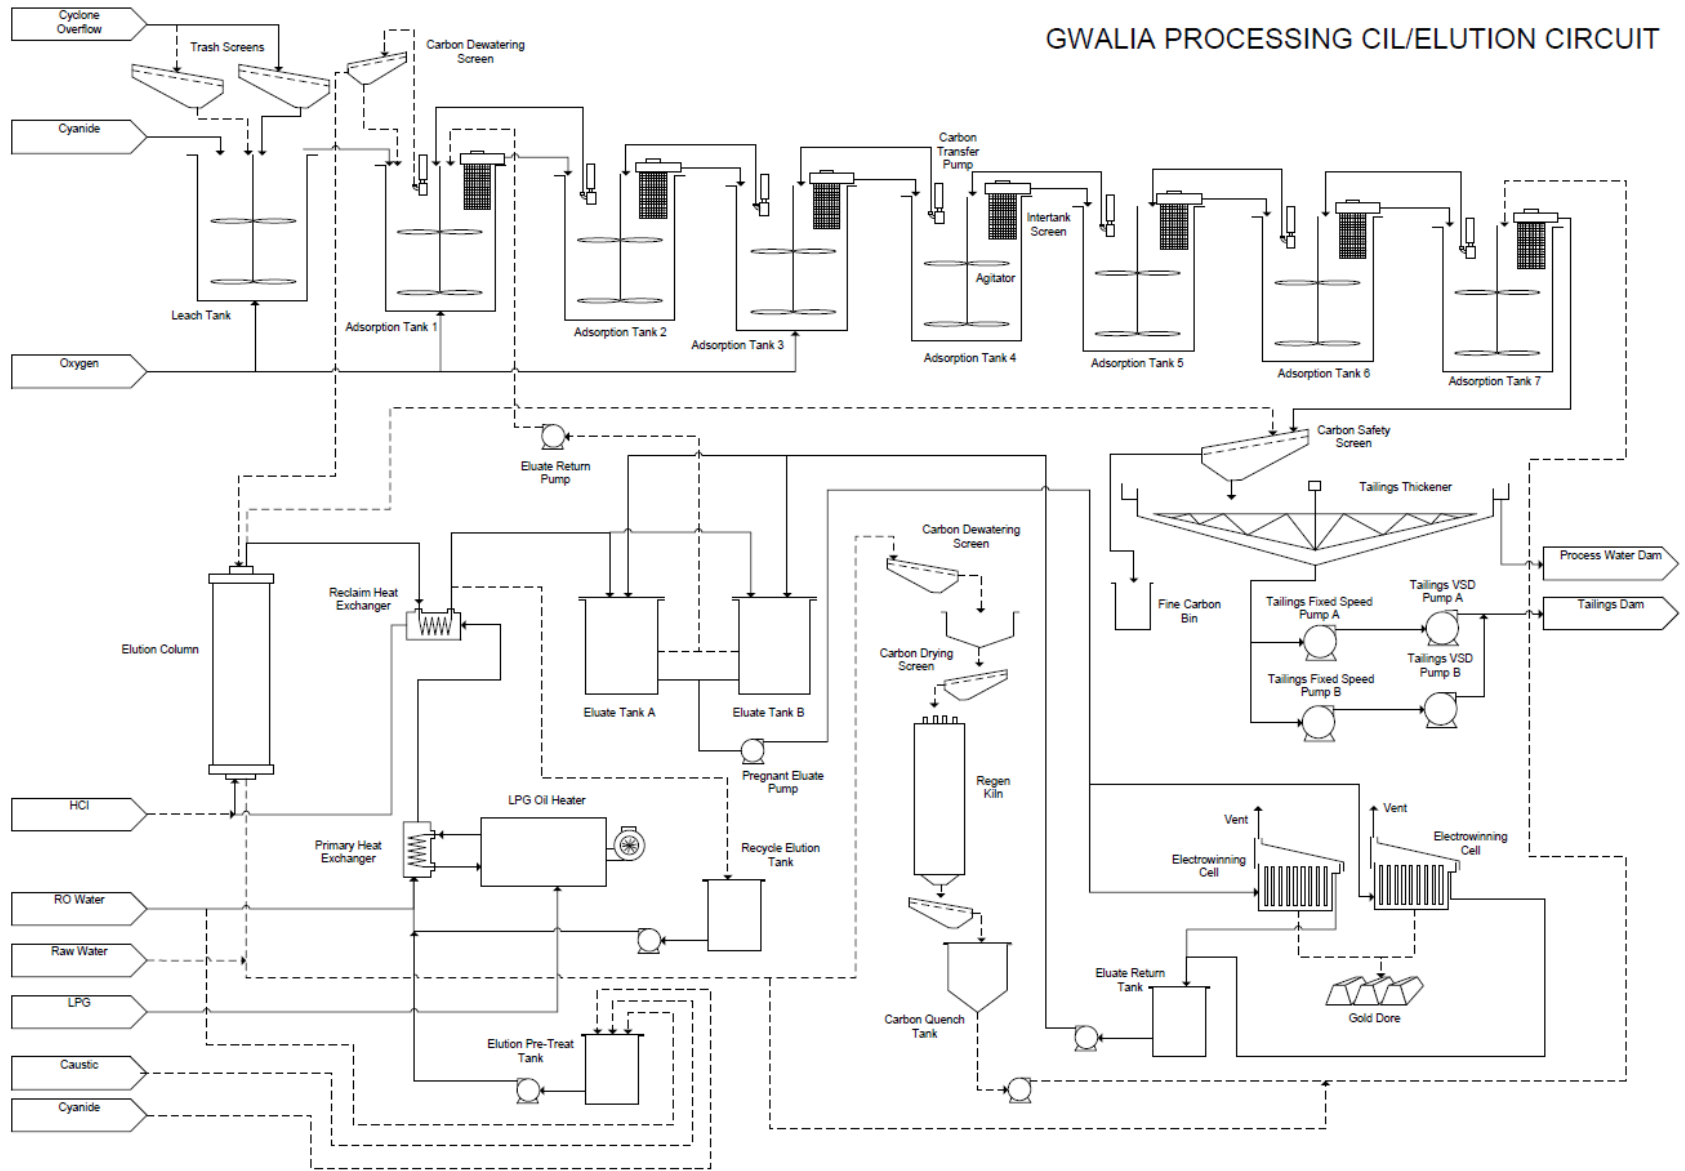 GWALIA PROCESSING CIL/ELUTION CIRCUIT
Cyclone
Overflow
Trash Screens
Carbon Dewatering
Screen
Cyanide
Carbon
Transfer
Pump
Intertank
Screen
Agitator
Leach Tank
Adsorption Tank 1
Adsorption Tank 2
Adsorption Tank 3
Adsorption Tank 4
Adsorption Tank 5
Adsorption Tank 6
Adsorption Tank 7
Oxygen
Eluate Return
Pump
Carbon Safety
Screen
Tailings Thickener
Carbon Dewatering
Screen
Process Water Dam
Reclaim Heat
Exchanger
Fine Carbon
Bin
Tailings Fixed Speed
Pump A
Tailings VSD
Pump A
Tailings Dam
Elution Column
Carbon Drying
Screen
Tailings Fixed Speed
Pump B
Tailings VSD
Pump B
Eluate Tank A
Eluate Tank B
Pregnant Eluate
Pump
Regen
Kiln
HCl
LPG Oil Heater
Primary Heat
Exchanger
Recycle Elution
Tank
Vent
Vent
Electrowinning
Cell
Electrowinning
Cell
RO Water
Raw Water
LPG
Eluate Return
Tank
Gold Dore
Carbon Quench
Tank
Elution Pre-Treat
Tank
Caustic
Cyanide